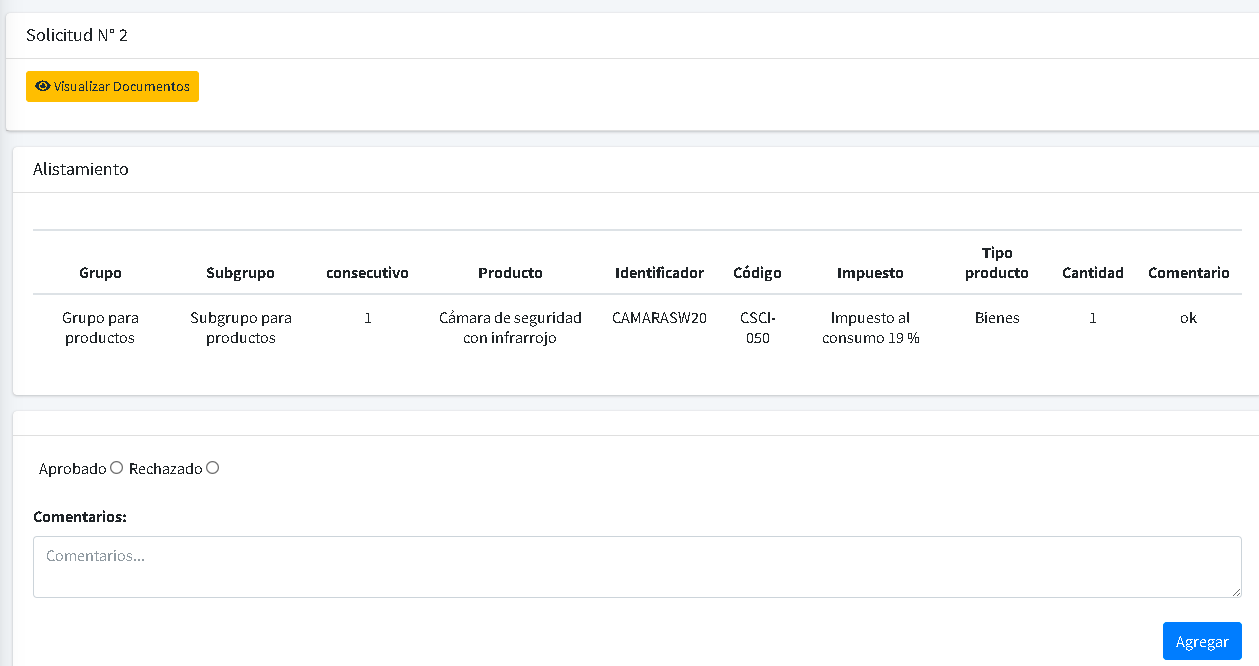 Solicitud N° 2
Visualizar Documentos
Alistamiento
Grupo Subgrupo consecutivo Producto Identificador Código Impuesto Tipo producto Cantidad Comentario
Grupo para productos Subgrupo para productos 1 Cámara de seguridad con infrarrojo CAMARASW20 CSCI-050 Impuesto al consumo 19 % Bienes 1 ok
Aprobado Rechazado
Comentarios:
Comentarios...
Agregar